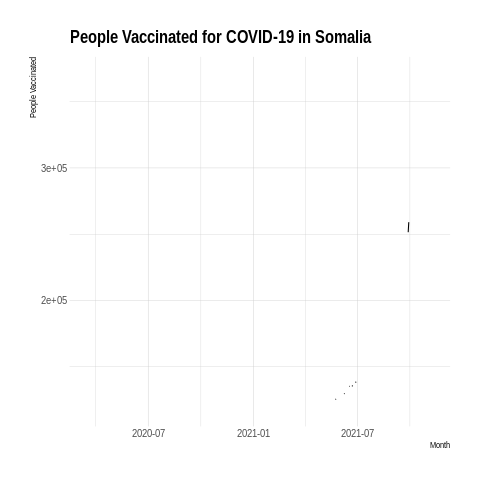 People Vaccinated for COVID-19 in Somalia
People Vaccinated
3e+05
2e+05
2020-07
2021-01
2021-07
Month